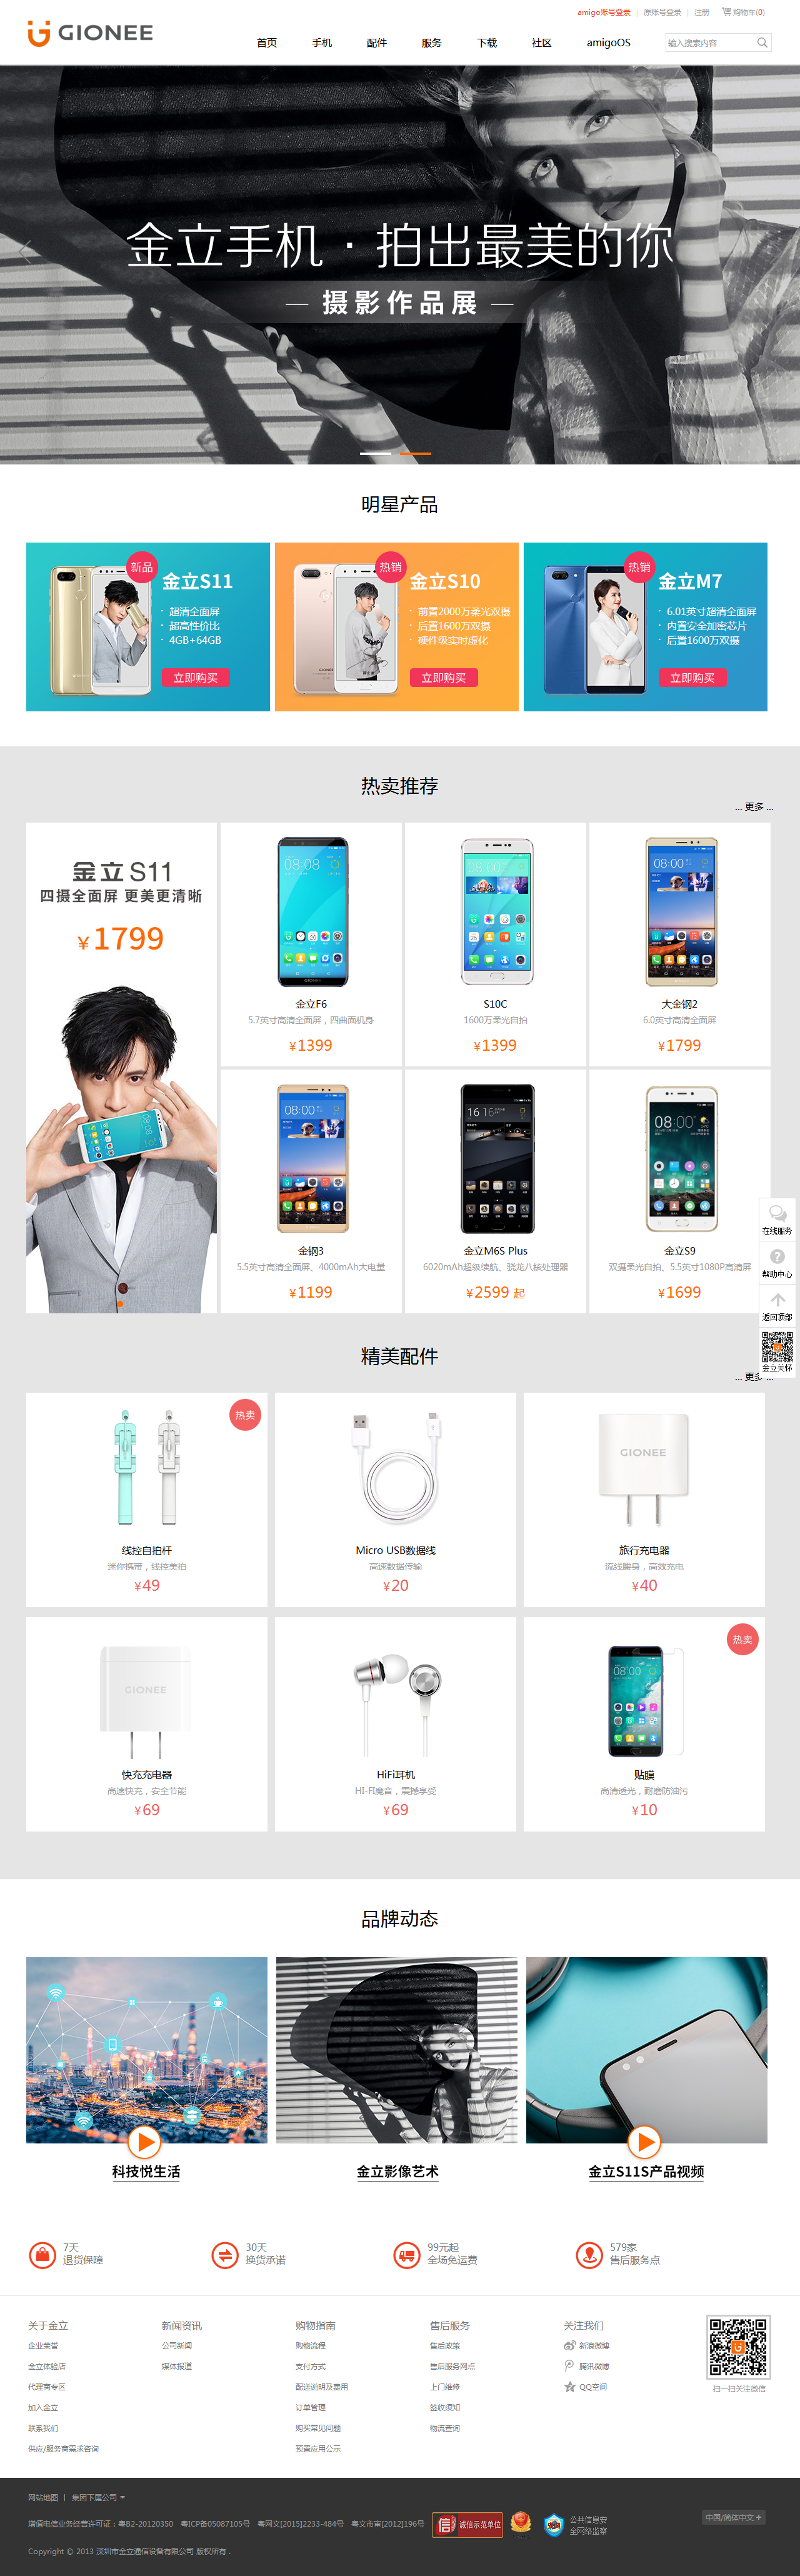 amigo账号登录 | 原账号登录 | 注册 购物车(0)
GIONEE
首页 手机 配件 服务 下载 社区 amigoOS
输入搜索内容
金立手机·拍出最美的你
— 摄影作品展 —
明星产品
新品
金立S11
· 超清全面屏
· 超高性价比
· 4GB+64GB
立即购买
热销
金立S10
· 前置2000万柔光双摄
· 后置1600万双摄
· 硬件级实时虚化
立即购买
热销
金立M7
· 6.01英寸超清全面屏
· 内置安全加密芯片
· 后置1600万双摄
立即购买
热卖推荐
... 更多 ...
金立 S11
四摄全面屏 更美更清晰
￥1799
金立F6
5.7英寸高清全面屏，四曲面机身
￥1399
S10C
1600万柔光自拍
￥1399
大金钢2
6.0英寸高清全面屏
￥1799
金钢3
5.5英寸高清全面屏、4000mAh大电量
￥1199
金立M6S Plus
6020mAh超级续航、骁龙八核处理器
￥2599 起
金立S9
双摄柔光自拍、5.5英寸1080P高清屏
￥1699
在线服务
帮助中心
返回顶部
金立关怀
精美配件
... 更多 ...
热卖
线控自拍杆
迷你携带，线控美拍
￥49
Micro USB数据线
高速数据传输
￥20
GIONEE
旅行充电器
流线腰身，高效充电
￥40
GIONEE
快充充电器
高速快充，安全节能
￥69
HiFi耳机
HI-FI魔音，震撼享受
￥69
热卖
贴膜
高清透光，耐磨防油污
￥10
品牌动态
科技悦生活
金立影像艺术
金立S11S产品视频
7天
退货保障
30天
换货承诺
99元起
全场免运费
579家
售后服务点
关于金立
企业荣誉
金立体验店
代理商专区
加入金立
联系我们
供应/服务商需求咨询
新闻资讯
公司新闻
媒体报道
购物指南
购物流程
支付方式
配送说明及费用
订单管理
购买常见问题
预置应用公示
售后服务
售后政策
售后服务网点
上门维修
签收须知
物流查询
关注我们
新浪微博
腾讯微博
QQ空间
扫一扫关注微信
网站地图 | 集团下属公司
增值电信业务经营许可证：粤B2-20120350 粤ICP备05087105号 粤网文[2015]2233-484号 粤文市审[2012]196号
信 诚信示范单位
公共信息安
全网络监察
中国/简体中文 +
Copyright © 2013 深圳市金立通信设备有限公司 版权所有 .